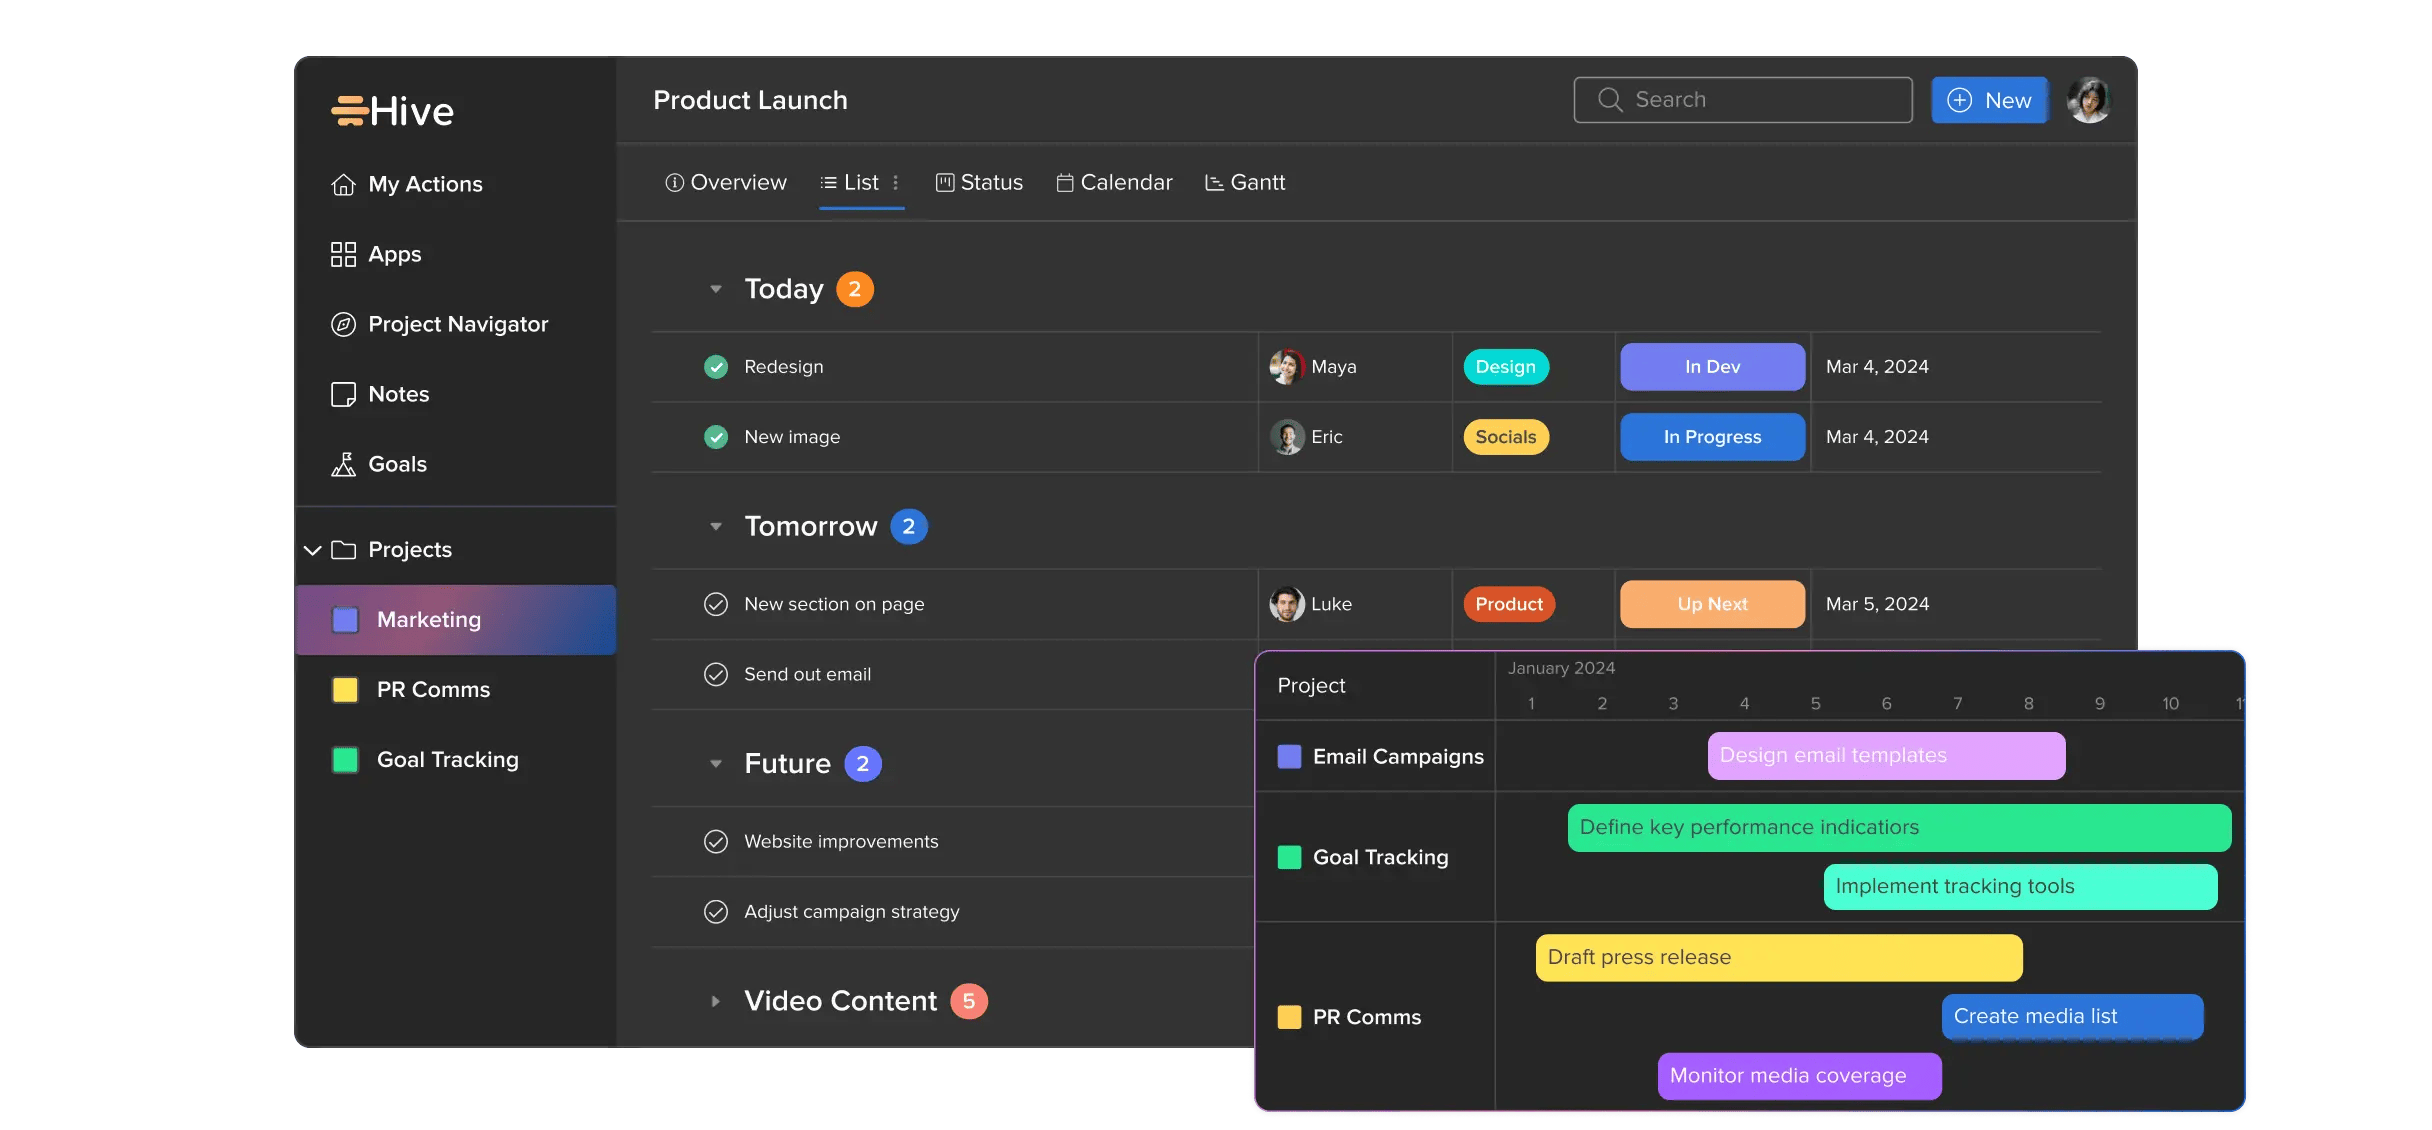 Hive
Product Launch
Search
New
My Actions
Apps
Project Navigator
Notes
Goals
Projects
Marketing
PR Comms
Goal Tracking
Overview
List
Status
Calendar
Gantt
Today 2
Redesign Maya Design In Dev Mar 4, 2024
New image Eric Socials In Progress Mar 4, 2024
Tomorrow 2
New section on page Luke Product Up Next Mar 5, 2024
Send out email
Future 2
Website improvements
Adjust campaign strategy
Video Content 5
Project
January 2024
1 2 3 4 5 6 7 8 9 10
Email Campaigns
Design email templates
Goal Tracking
Define key performance indicatiors
Implement tracking tools
PR Comms
Draft press release
Create media list
Monitor media coverage